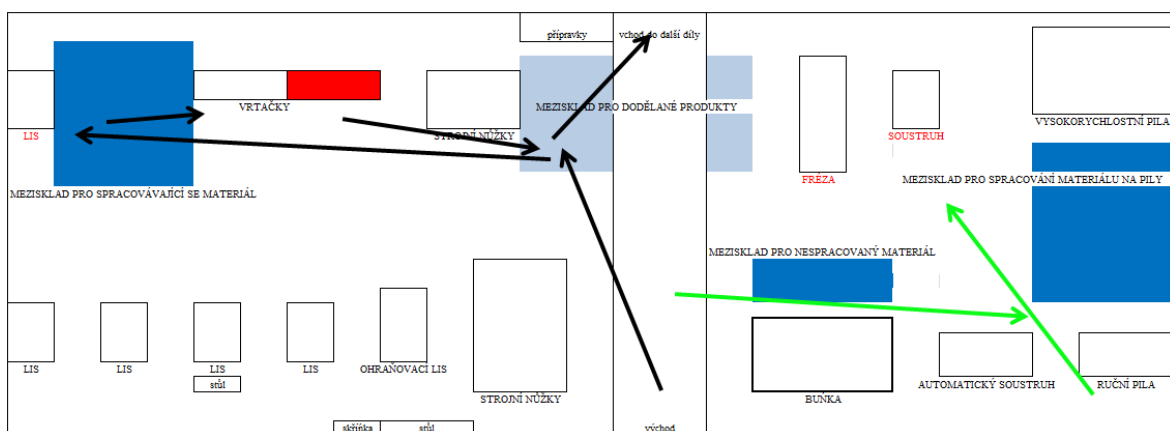 přípravky
vchod do další díly
VRTAČKY
MEZISKLAD PRO DODĚLANÉ PRODUKTY
LIS
STROJÍ NŮŽKY
SOUSTRUH
VYSOKORYCHLOSTNÍ PILA
FRÉZA
MEZISKLAD PRO SPRACOVÁNÍ MATERIÁLU NA PILY
MEZISKLAD PRO SPRACOVÁVAJÍCÍ SE MATERIÁL
MEZISKLAD PRO NESPRACOVANÝ MATERIÁL
LIS
LIS
LIS
LIS
OHRAŇOVACÍ LIS
stůl
AUTOMATICKÝ SOUSTRUH
RUČNÍ PILA
STROJNÍ NŮŽKY
BUŇKA
skříňka
stůl
východ